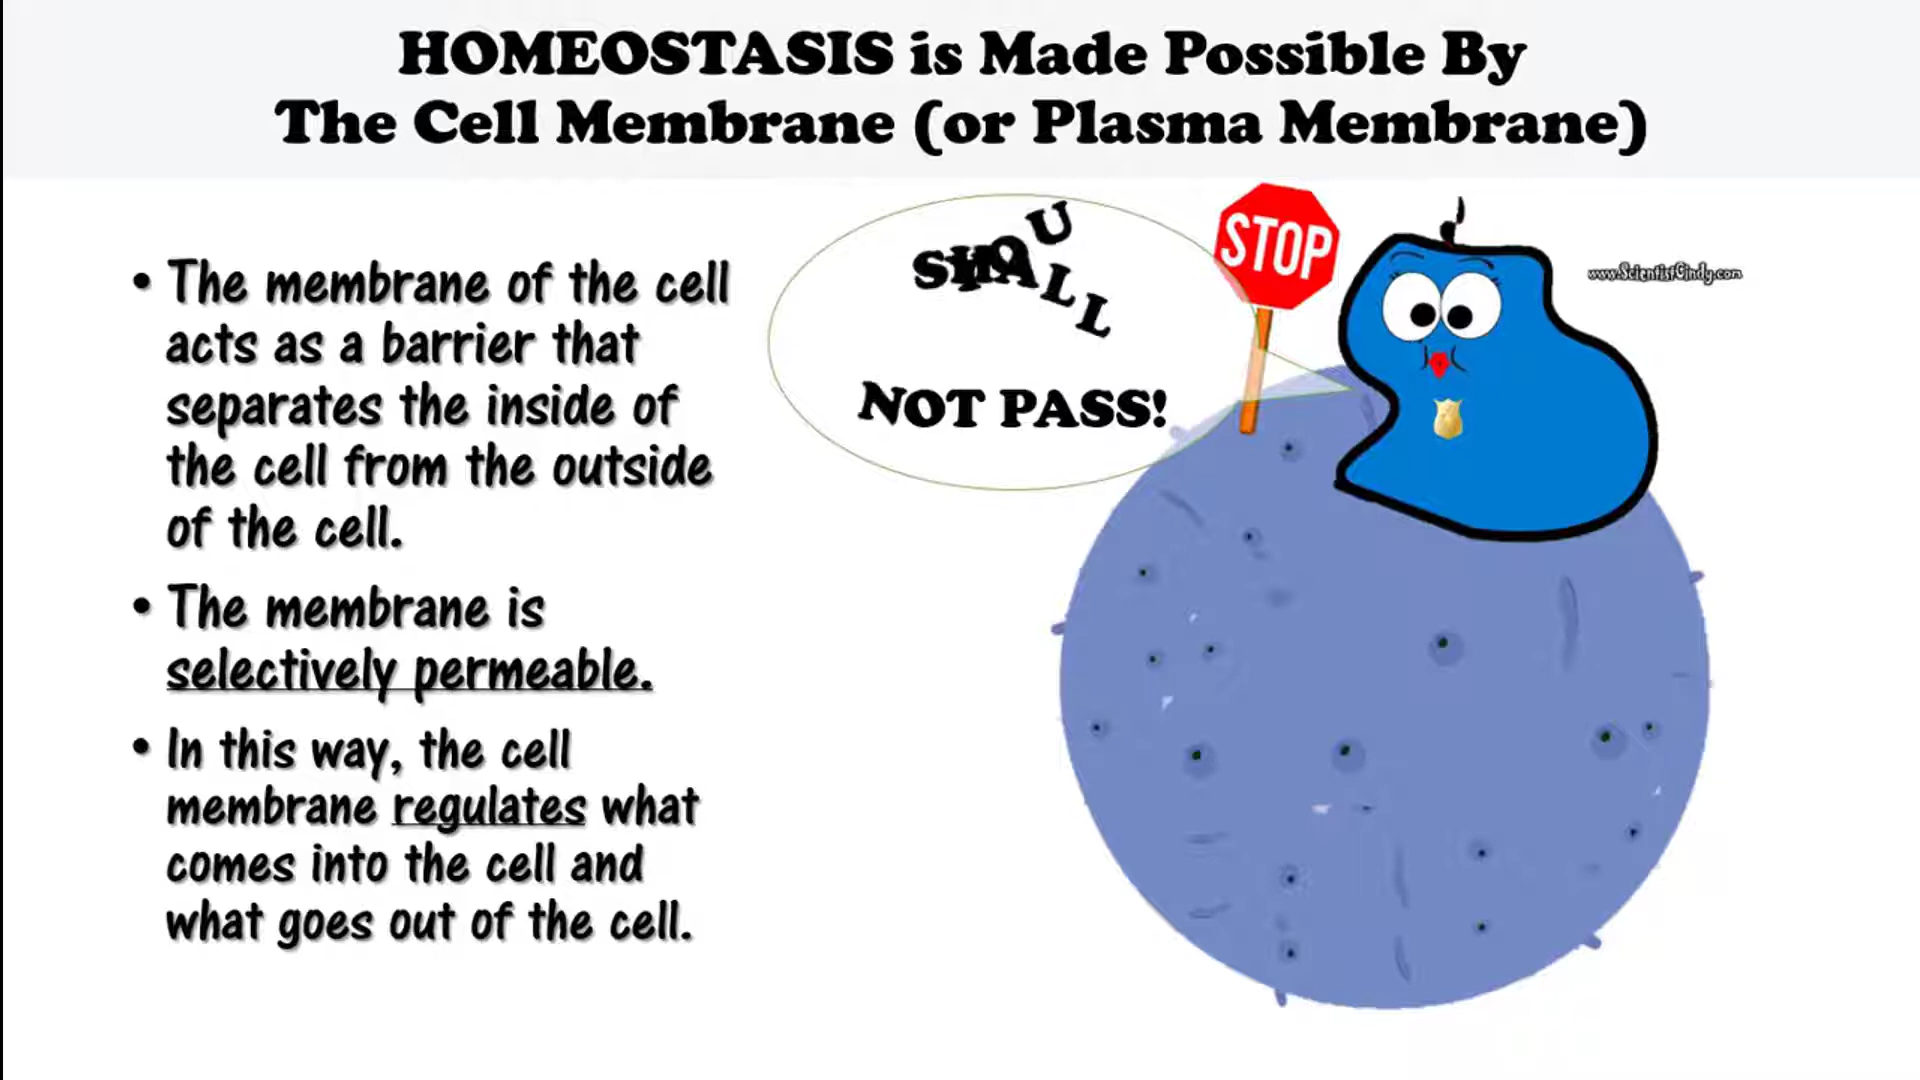 HOMEOSTASIS is Made Possible By
The Cell Membrane (or Plasma Membrane)
• The membrane of the cell
acts as a barrier that
separates the inside of
the cell from the outside
of the cell.
• The membrane is
selectively permeable.
• In this way, the cell
membrane regulates what
comes into the cell and
what goes out of the cell.
SHALL
NOT PASS!
STOP
www.ScientistCindy.com